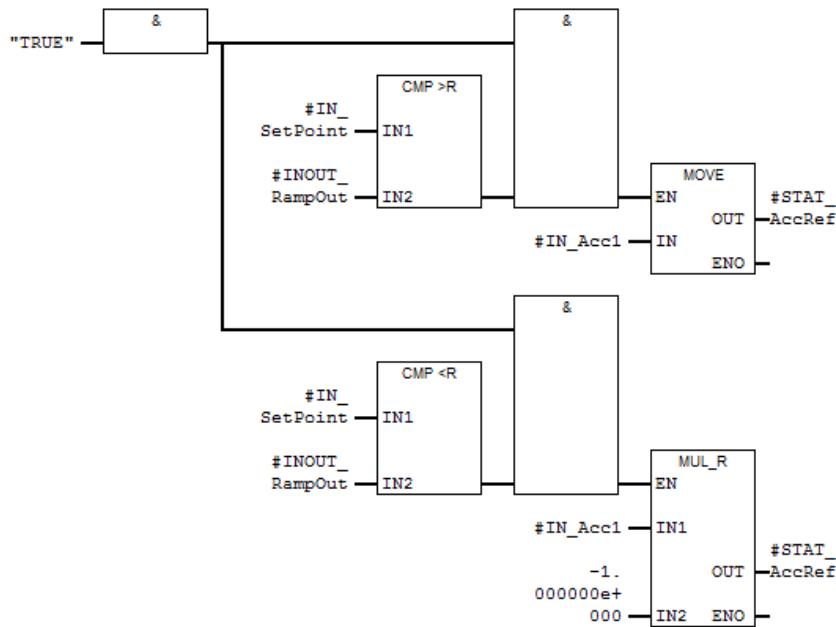 &
&
"TRUE"
CMP >R
#IN_
SetPoint
IN1
#INOUT_
RampOut
IN2
MOVE
EN
#STAT_
OUT
AccRef
#IN_Acc1
IN
ENO
&
CMP <R
#IN_
SetPoint
IN1
#INOUT_
RampOut
IN2
MUL_R
EN
#IN_Acc1
IN1
#STAT_
-1.
OUT
AccRef
000000e+
000
IN2
ENO